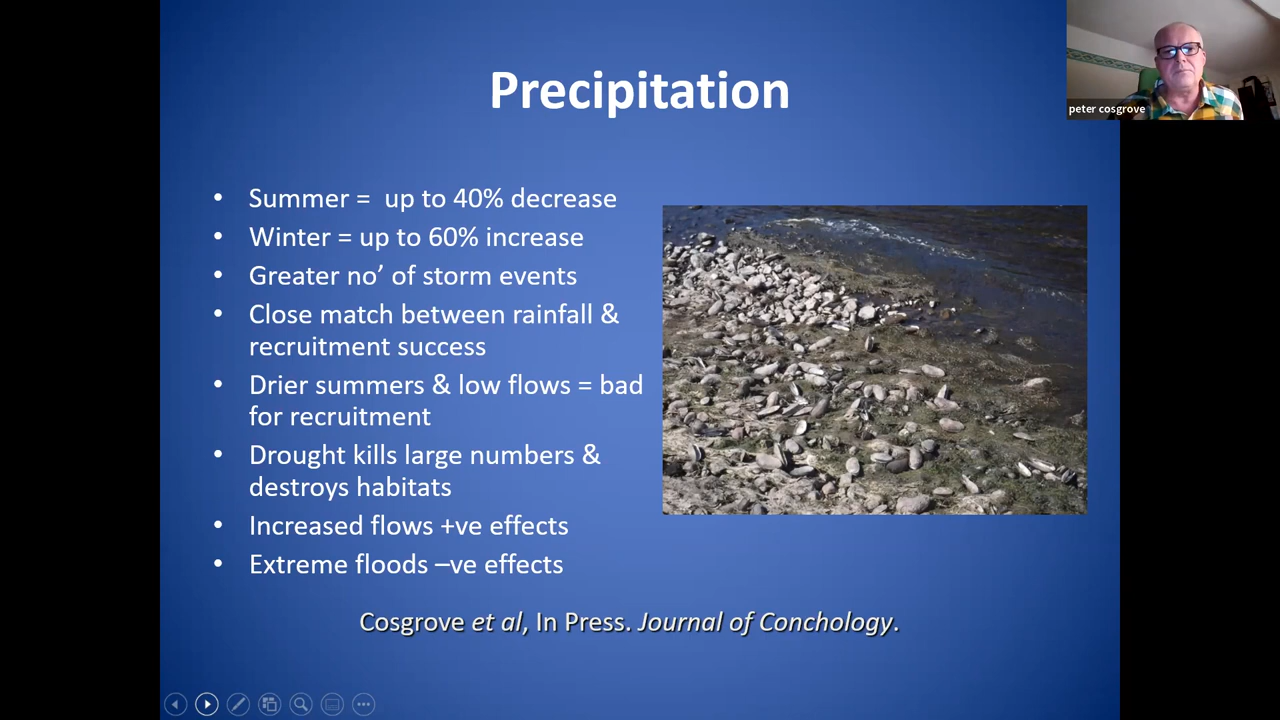 Precipitation
peter cosgrove
• Summer =  up to 40% decrease
• Winter = up to 60% increase
• Greater no’ of storm events
• Close match between rainfall &
recruitment success
• Drier summers & low flows = bad
for recruitment
• Drought kills large numbers &
destroys habitats
• Increased flows +ve effects
• Extreme floods –ve effects
Cosgrove et al, In Press. Journal of Conchology.